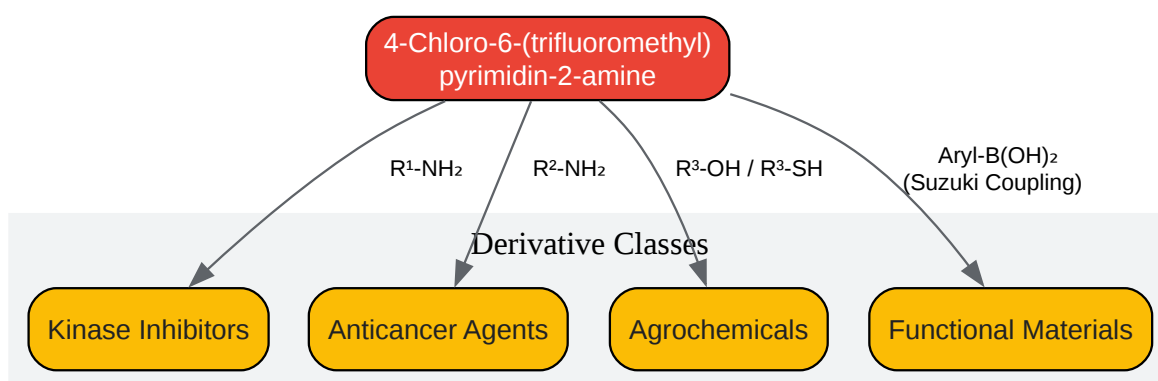 4-Chloro-6-(trifluoromethyl)
pyrimidin-2-amine
R¹-NH₂
R²-NH₂
R³-OH / R³-SH
Aryl-B(OH)₂
(Suzuki Coupling)
Derivative Classes
Kinase Inhibitors
Anticancer Agents
Agrochemicals
Functional Materials